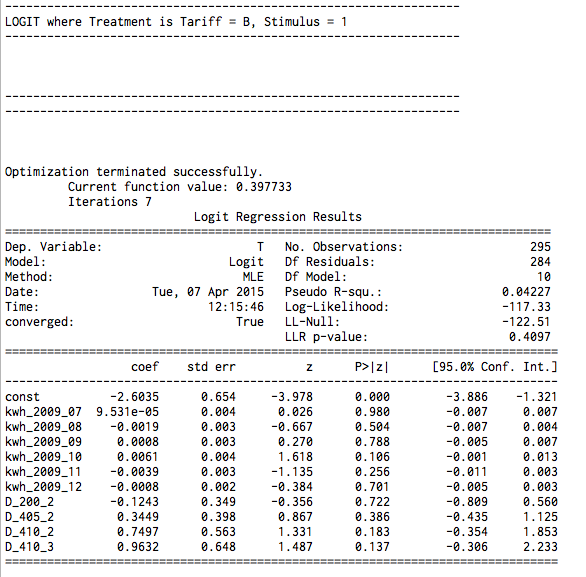 ------------------------------------------------------------------
LOGIT where Treatment is Tariff = B, Stimulus = 1
------------------------------------------------------------------
------------------------------------------------------------------
------------------------------------------------------------------
Optimization terminated successfully.
         Current function value: 0.397733
         Iterations 7
                           Logit Regression Results
==============================================================================
Dep. Variable:                      T   No. Observations:                  295
Model:                          Logit   Df Residuals:                      284
Method:                           MLE   Df Model:                           10
Date:                Tue, 07 Apr 2015   Pseudo R-squ.:                 0.04227
Time:                        12:15:46   Log-Likelihood:                -117.33
converged:                       True   LL-Null:                       -122.51
                                        LLR p-value:                    0.4097
===============================================================================
                  coef    std err          z      P>|z|      [95.0% Conf. Int.]
-------------------------------------------------------------------------------
const          -2.6035      0.654     -3.978      0.000        -3.886    -1.321
kwh_2009_07  9.531e-05      0.004      0.026      0.980        -0.007     0.007
kwh_2009_08    -0.0019      0.003     -0.667      0.504        -0.007     0.004
kwh_2009_09     0.0008      0.003      0.270      0.788        -0.005     0.007
kwh_2009_10     0.0061      0.004      1.618      0.106        -0.001     0.013
kwh_2009_11    -0.0039      0.003     -1.135      0.256        -0.011     0.003
kwh_2009_12    -0.0008      0.002     -0.384      0.701        -0.005     0.003
D_200_2        -0.1243      0.349     -0.356      0.722        -0.809     0.560
D_405_2         0.3449      0.398      0.867      0.386        -0.435     1.125
D_410_2         0.7497      0.563      1.331      0.183        -0.354     1.853
D_410_3         0.9632      0.648      1.487      0.137        -0.306     2.233
===============================================================================